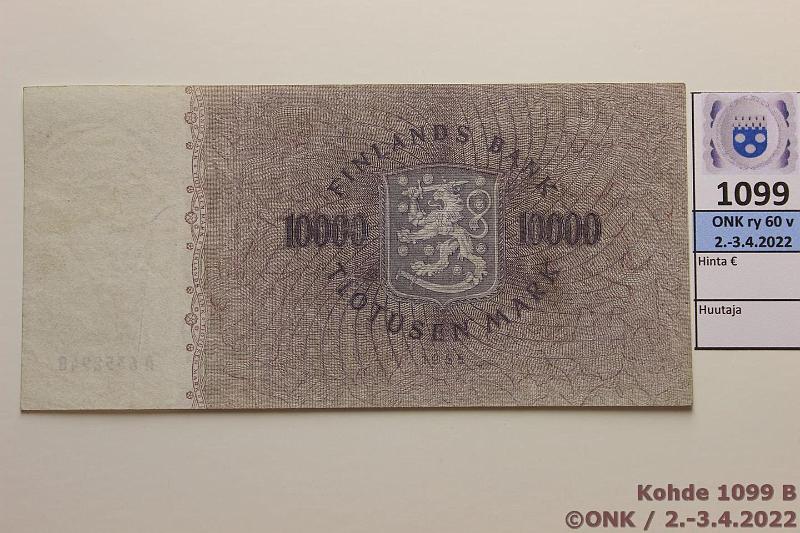 FINLANDS BANK
10000 10000
TIOTUSEN MARK
1955
1099
ONK ry 60 v
2.-3.4.2022
Hinta €
Huutaja
Kohde 1099 B
©ONK / 2.-3.4.2022